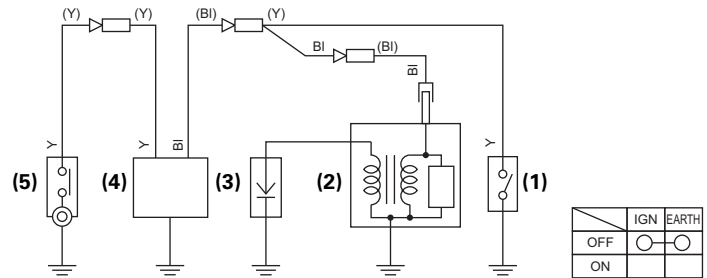 (Y) (Y) (Bl) (Y)
Bl (Bl)
Bl
Y Y Bl Y
(5) (4) (3) (2) (1)
IGN EARTH
OFF
ON